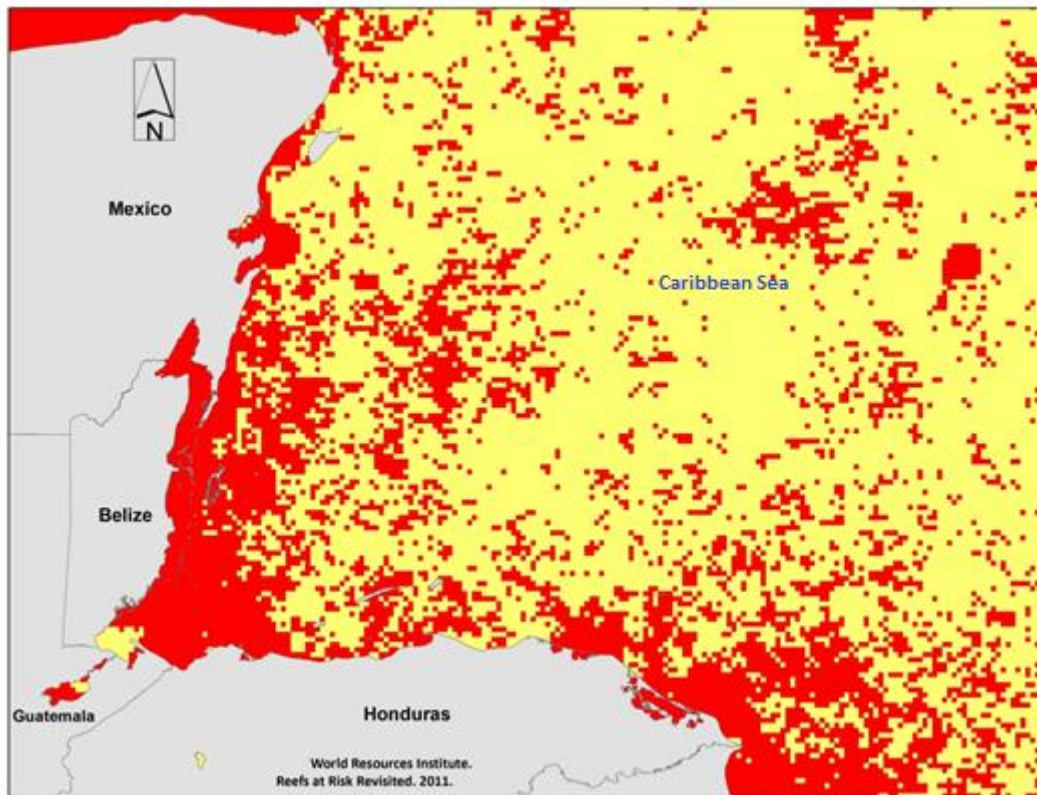 N
Mexico
Caribbean Sea
Belize
Guatemala
Honduras
World Resources Institute.
Reefs at Risk Revisited. 2011.